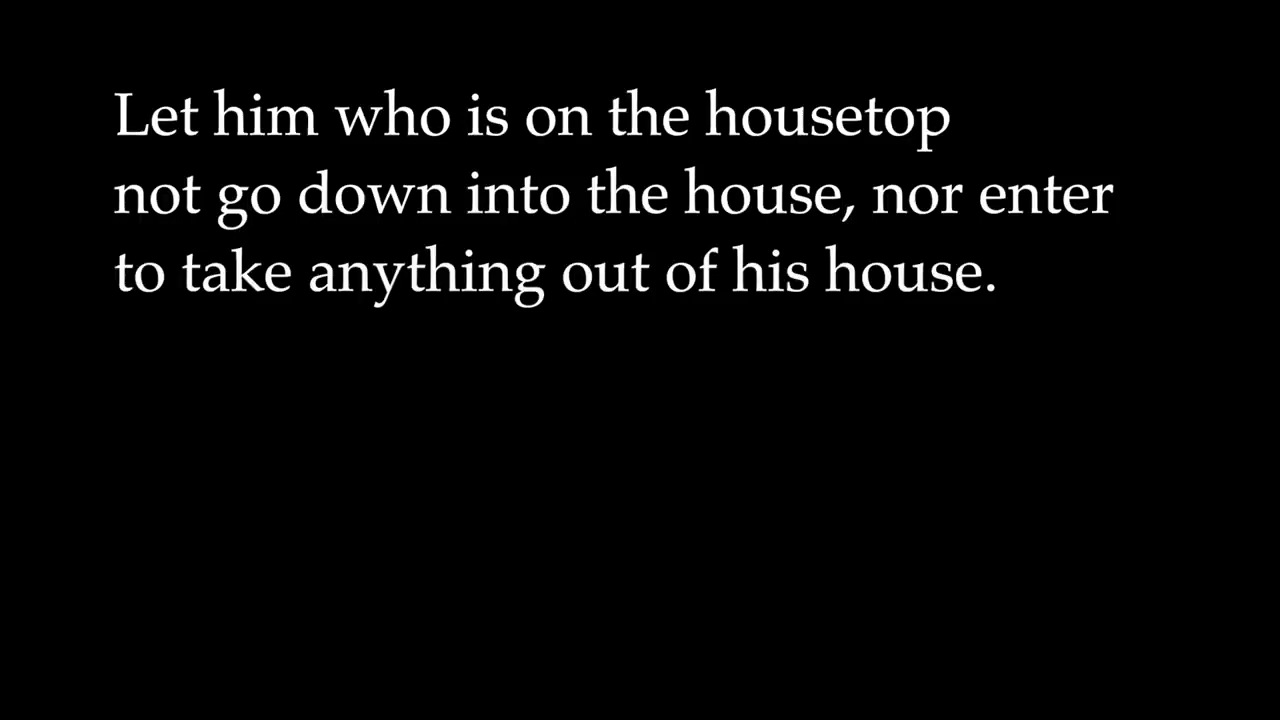 Let him who is on the housetop
not go down into the house, nor enter
to take anything out of his house.